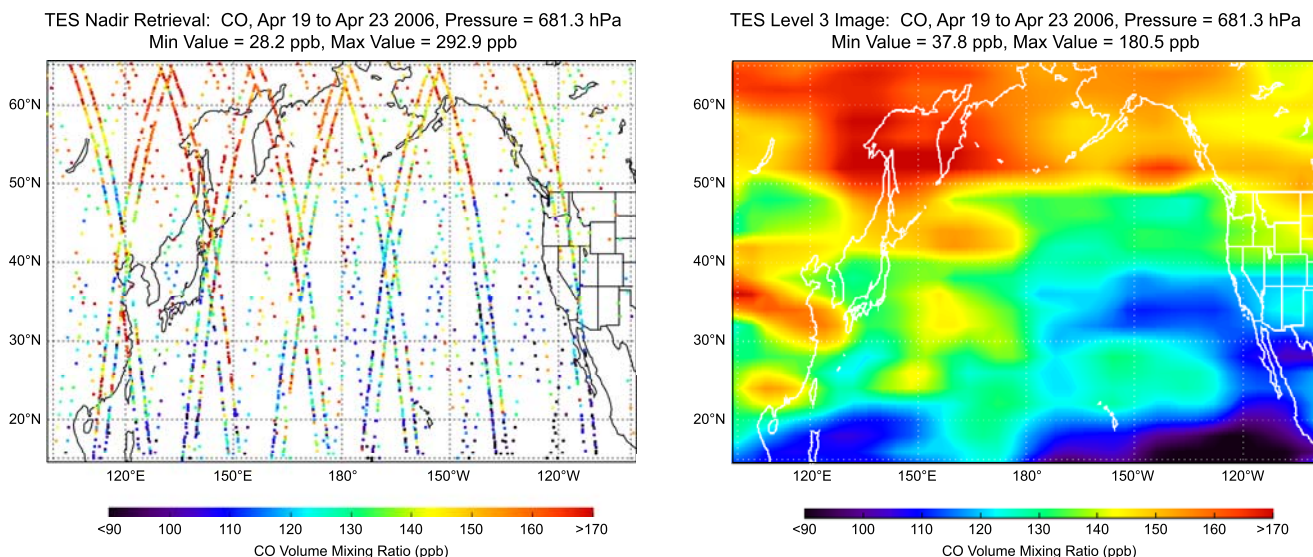 TES Nadir Retrieval: CO, Apr 19 to Apr 23 2006, Pressure = 681.3 hPa
Min Value = 28.2 ppb, Max Value = 292.9 ppb
60°N
50°N
40°N
30°N
20°N
120°E 150°E 180° 150°W 120°W
<90 100 110 120 130 140 150 160 >170
CO Volume Mixing Ratio (ppb)
TES Level 3 Image: CO, Apr 19 to Apr 23 2006, Pressure = 681.3 hPa
Min Value = 37.8 ppb, Max Value = 180.5 ppb
60°N
50°N
40°N
30°N
20°N
120°E 150°E 180° 150°W 120°W
<90 100 110 120 130 140 150 160 >170
CO Volume Mixing Ratio (ppb)